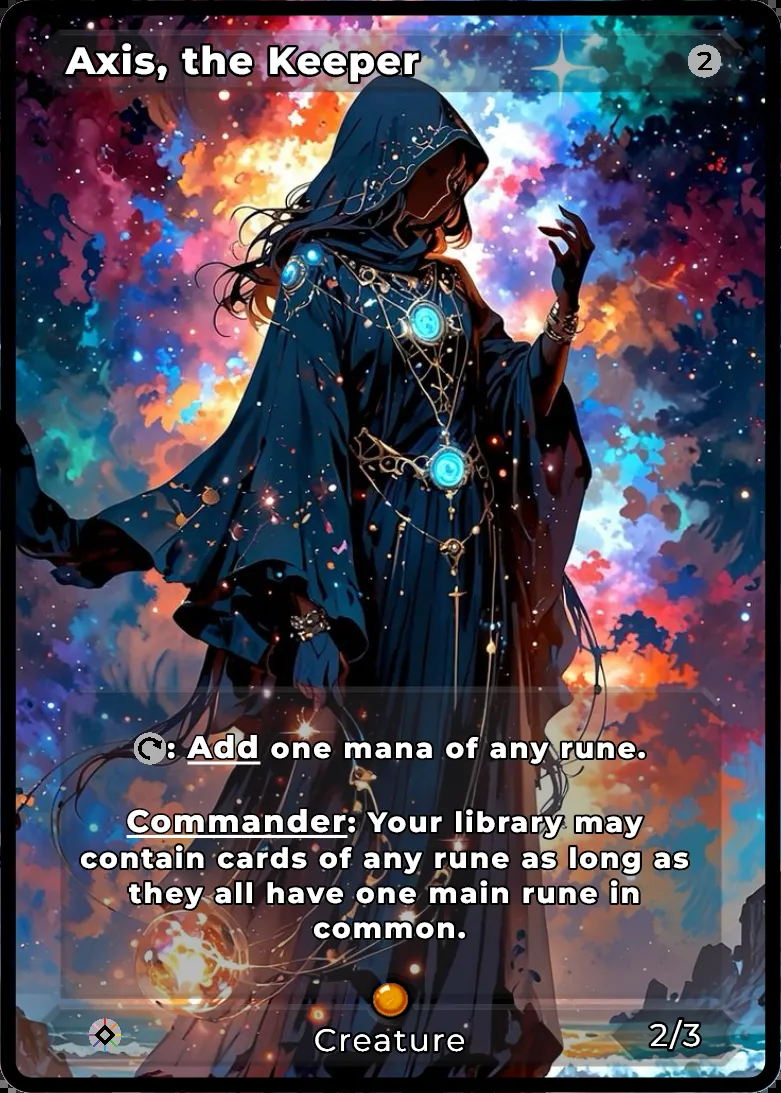 Axis, the Keeper 2
: Add one mana of any rune.
Commander: Your library may
contain cards of any rune as long as
they all have one main rune in
common.
Creature 2/3